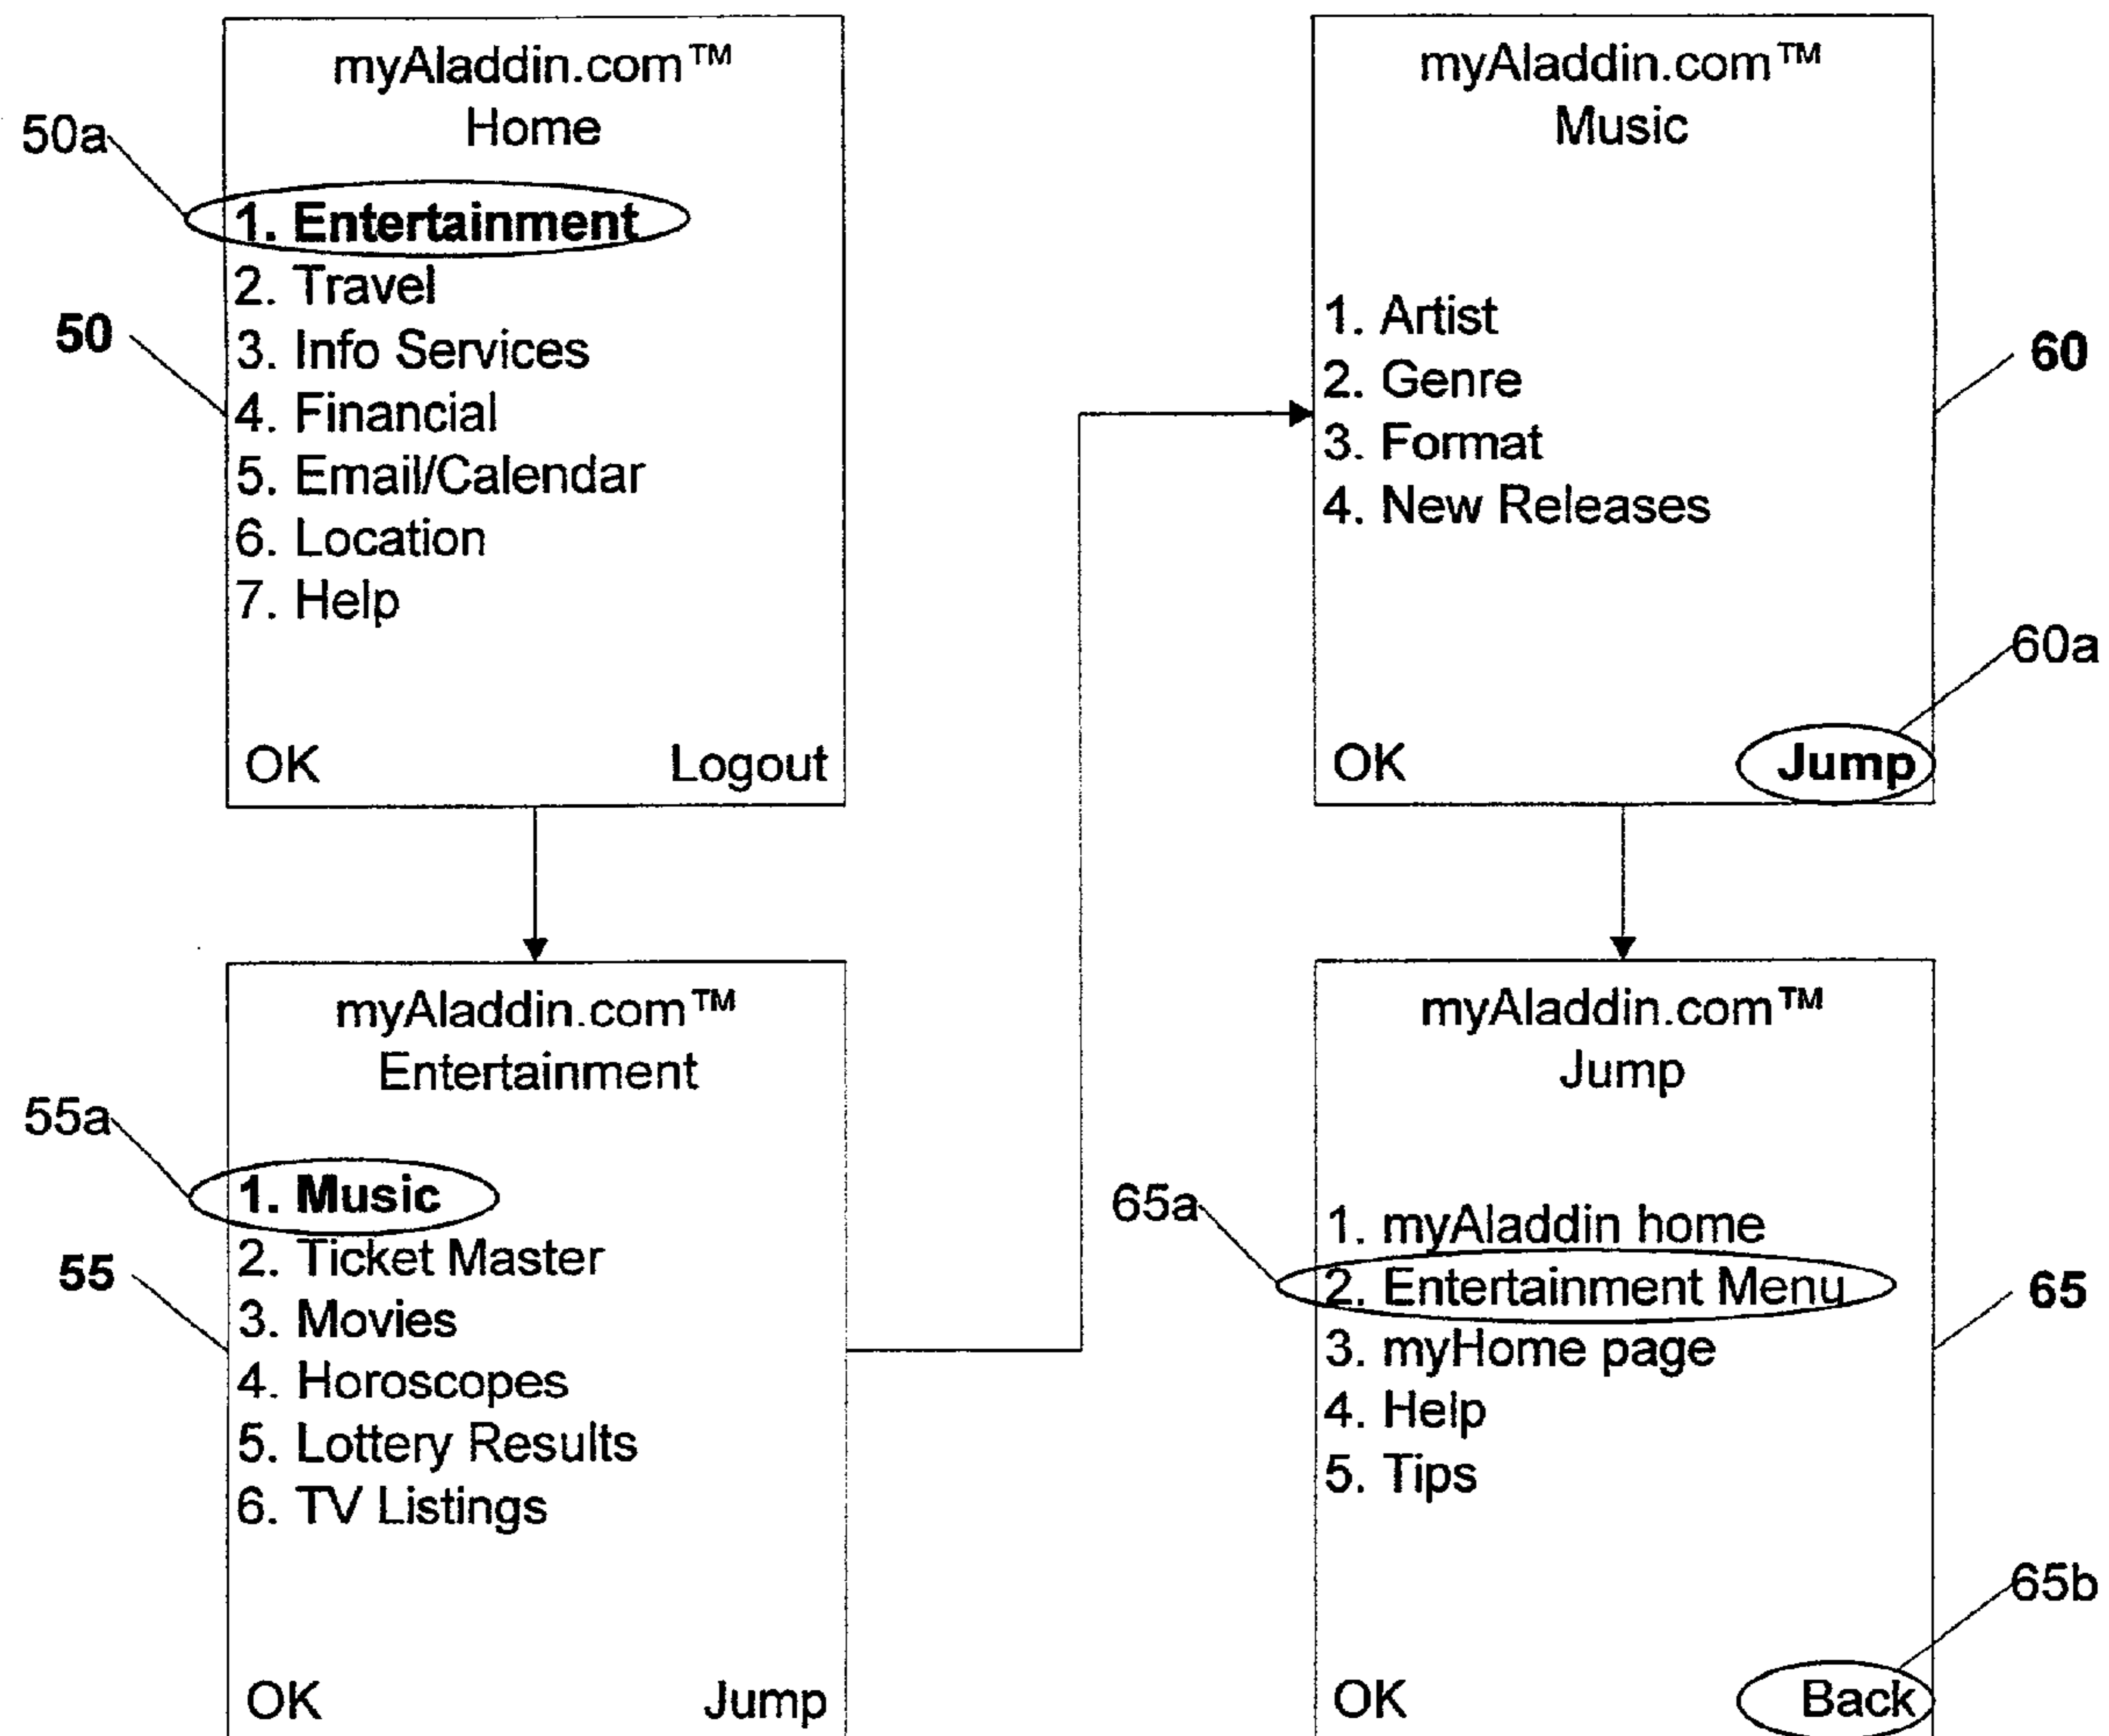 myAladdin.com™
Home
50a
1. Entertainment
2. Travel
50
3. Info Services
4. Financial
5. Email/Calendar
6. Location
7. Help
OK Logout
myAladdin.com™
Entertainment
55a
1. Music
2. Ticket Master
55
3. Movies
4. Horoscopes
5. Lottery Results
6. TV Listings
OK Jump
myAladdin.com™
Music
1. Artist
60
2. Genre
3. Format
4. New Releases
60a
OK Jump
myAladdin.com™
Jump
65a
1. myAladdin home
2. Entertainment Menu
65
3. myHome page
4. Help
5. Tips
65b
OK Back